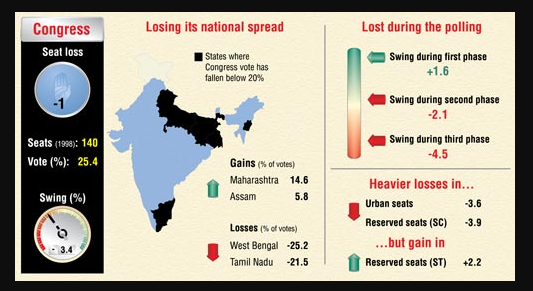 Congress
Seat loss
-1
Seats (1998): 140
Vote (%): 25.4
Swing (%)
- 3.4
Losing its national spread
States where
Congress vote has
fallen below 20%
Gains (% of votes)
Maharashtra 14.6
Assam 5.8
Losses (% of votes)
West Bengal -25.2
Tamil Nadu -21.5
Lost during the polling
Swing during first phase
+1.6
Swing during second phase
-2.1
Swing during third phase
-4.5
Heavier losses in...
Urban seats -3.6
Reserved seats (SC) -3.9
...but gain in
Reserved seats (ST) +2.2